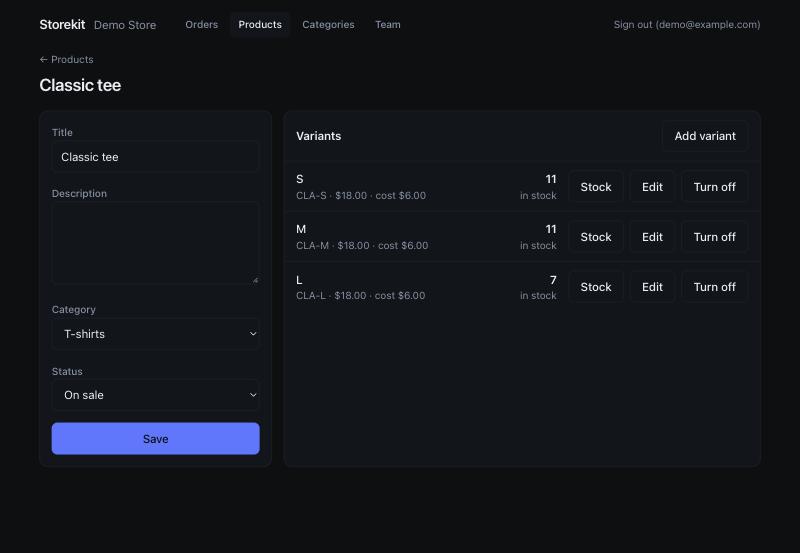 Storekit Demo Store Orders Products Categories Team Sign out (demo@example.com)
← Products
Classic tee
Title
Classic tee
Description
Category
T-shirts
Status
On sale
Save
Variants Add variant
S 11
CLA-S · $18.00 · cost $6.00 in stock Stock Edit Turn off
M 11
CLA-M · $18.00 · cost $6.00 in stock Stock Edit Turn off
L 7
CLA-L · $18.00 · cost $6.00 in stock Stock Edit Turn off